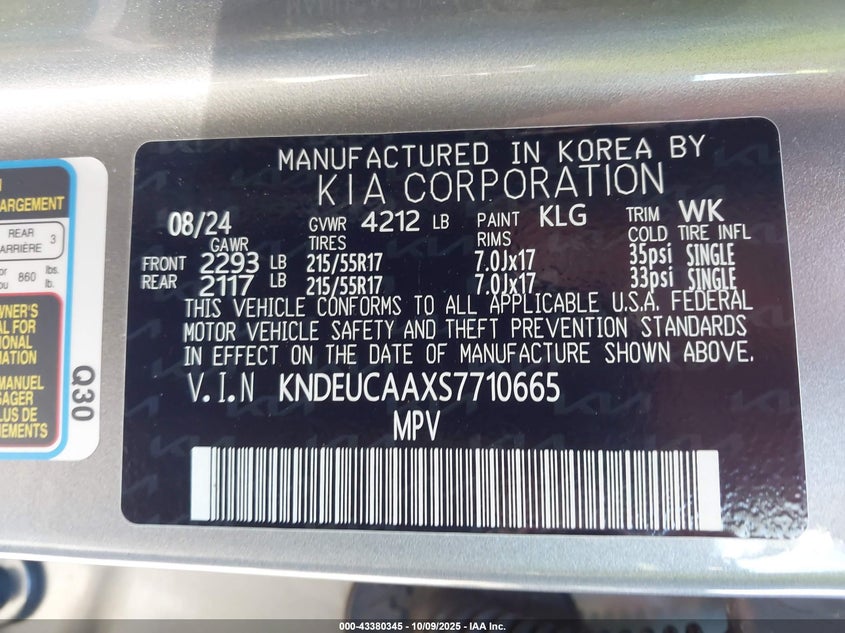 MANUFACTURED IN KOREA BY
KIA CORPORATION
08/24 GVWR 4212 LB PAINT KLG TRIM WK
GAWR TIRES RIMS COLD TIRE INFL
FRONT 2293 LB 215/55R17 7.0Jx17 35psi SINGLE
REAR 2117 LB 215/55R17 7.0Jx17 33psi SINGLE
THIS VEHICLE CONFORMS TO ALL APPLICABLE U.S.A. FEDERAL
MOTOR VEHICLE SAFETY AND THEFT PREVENTION STANDARDS
IN EFFECT ON THE DATE OF MANUFACTURE SHOWN ABOVE.
V.I.N KNDEUCAAXS7710665
MPV
REAR
3
860 lbs.
lb.
MANUEL
Q30
000-43380345 - 10/09/2025 - IAA Inc.